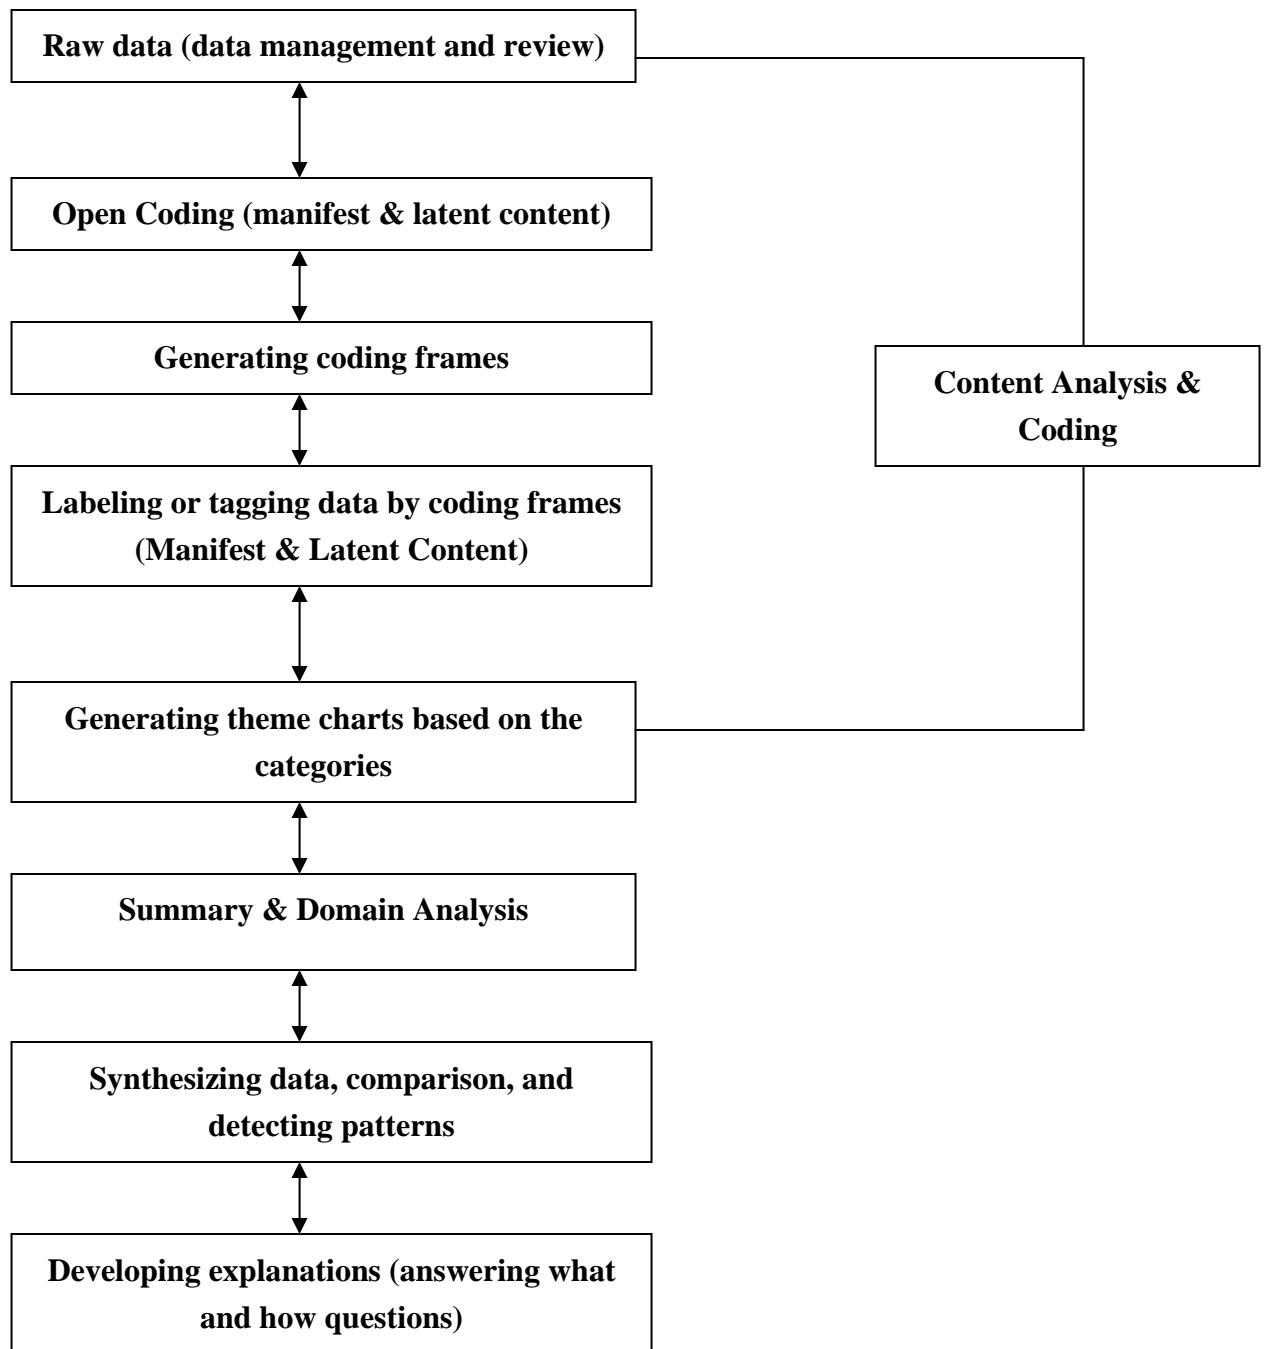 Raw data (data management and review)
Open Coding (manifest & latent content)
Generating coding frames
Content Analysis &
Coding
Labeling or tagging data by coding frames
(Manifest & Latent Content)
Generating theme charts based on the
categories
Summary & Domain Analysis
Synthesizing data, comparison, and
detecting patterns
Developing explanations (answering what
and how questions)